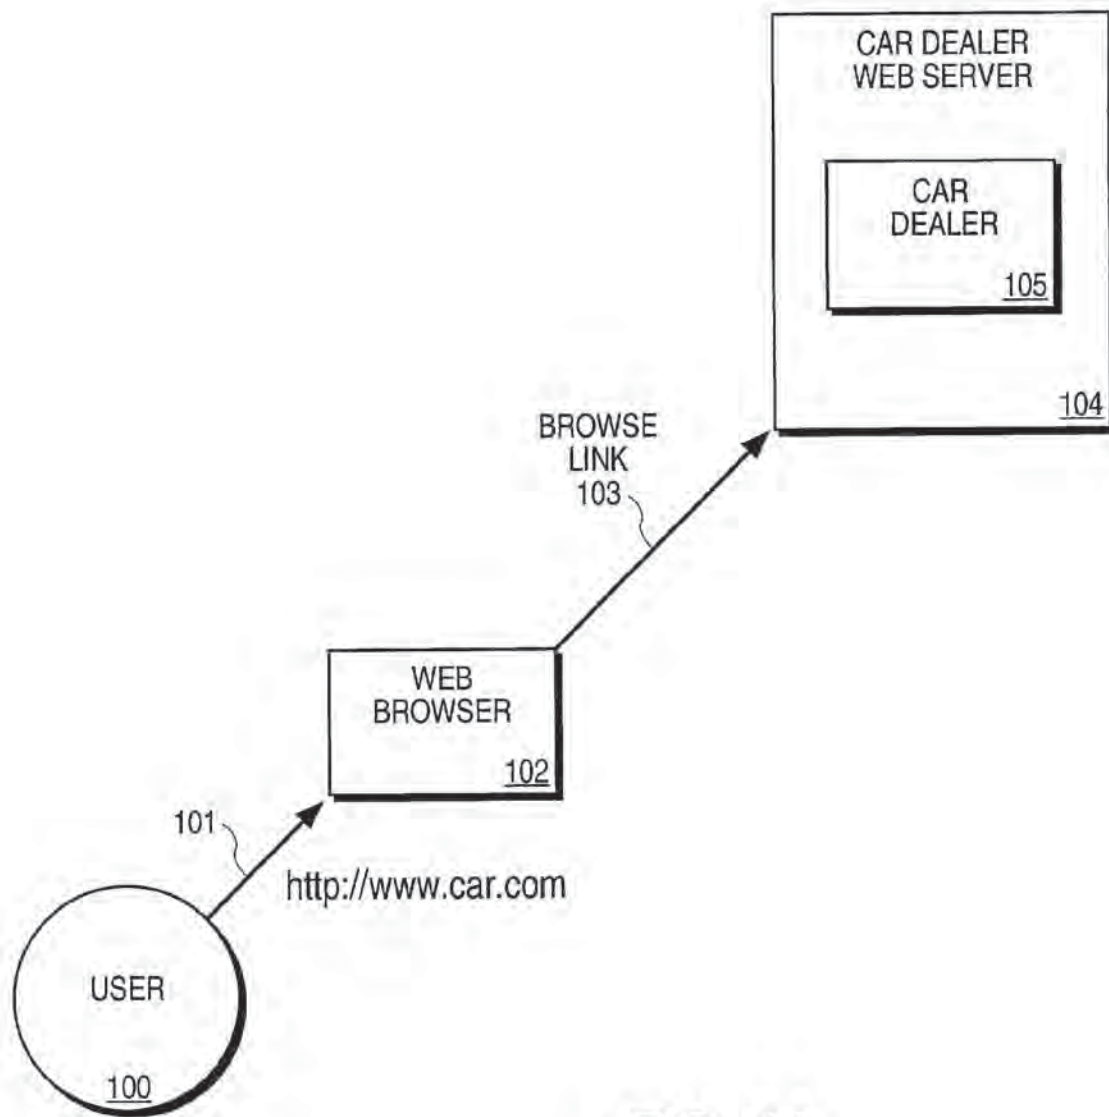 CAR DEALER
WEB SERVER
CAR
DEALER
105
104
BROWSE
LINK
103
WEB
BROWSER
102
101
http://www.car.com
USER
100